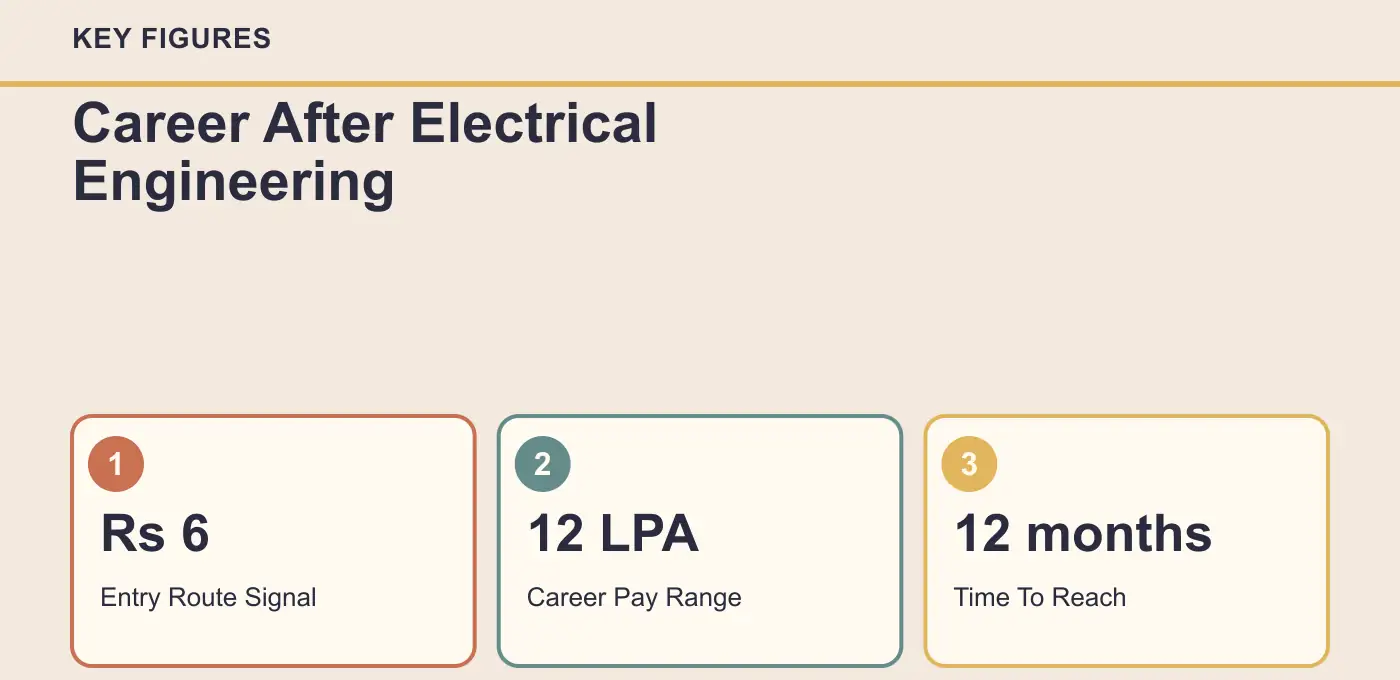 KEY FIGURES
Career After Electrical
Engineering
1
Rs 6
Entry Route Signal
2
12 LPA
Career Pay Range
3
12 months
Time To Reach